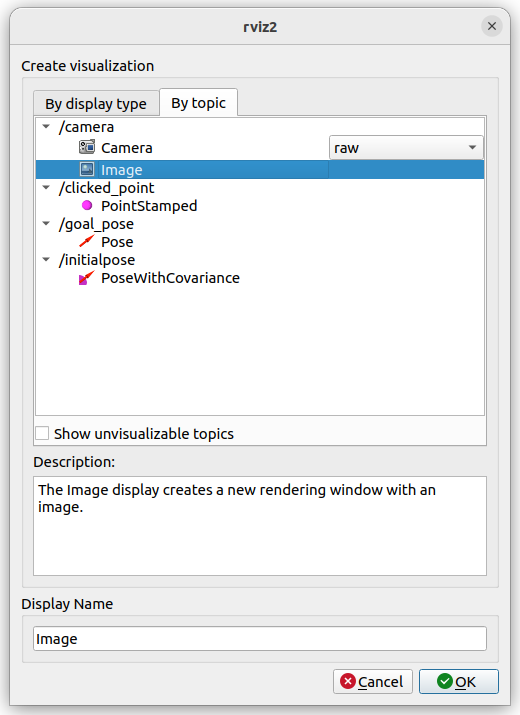 rviz2
Create visualization
By display type
By topic
/camera
Camera
raw
Image
/clicked_point
PointStamped
/goal_pose
Pose
/initialpose
PoseWithCovariance
Show unvisualizable topics
Description:
The Image display creates a new rendering window with an
image.
Display Name
Image
Cancel
OK